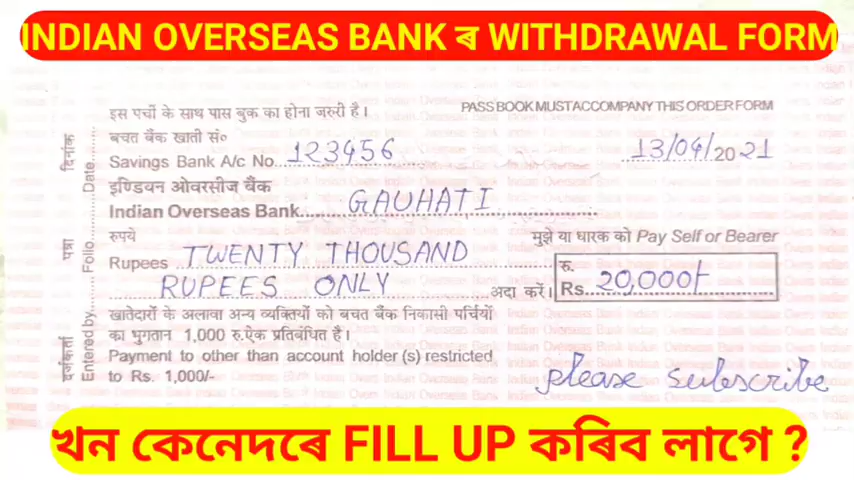 INDIAN OVERSEAS BANK ৰ WITHDRAWAL FORM
इस पर्ची के साथ पास बुक का होना जरुरी है।
PASS BOOK MUST ACCOMPANY THIS ORDER FORM
बचत बैंक खाती सं०
Savings Bank A/c No. 123456
13/04/2021
दिनांक
Date
इण्डियन ओवरसीज बैंक
Indian Overseas Bank GAUHATI
रुपये
मुझे या धारक को Pay Self or Bearer
पन्ना
Folio
Rupees TWENTY THOUSAND
RUPEES ONLY
अदा करें।
रु.
Rs. 20,000/-
खातेदारों के अलावा अन्य व्यक्तियों को बचत बैंक निकासी पर्चियों
का भुगतान 1,000 रु.ऐक प्रतिबंधित है।
Payment to other than account holder (s) restricted
to Rs. 1,000/-
दर्जकर्ता
Entered by
please subscribe
খন কেনেদৰে FILL UP কৰিব লাগে ?